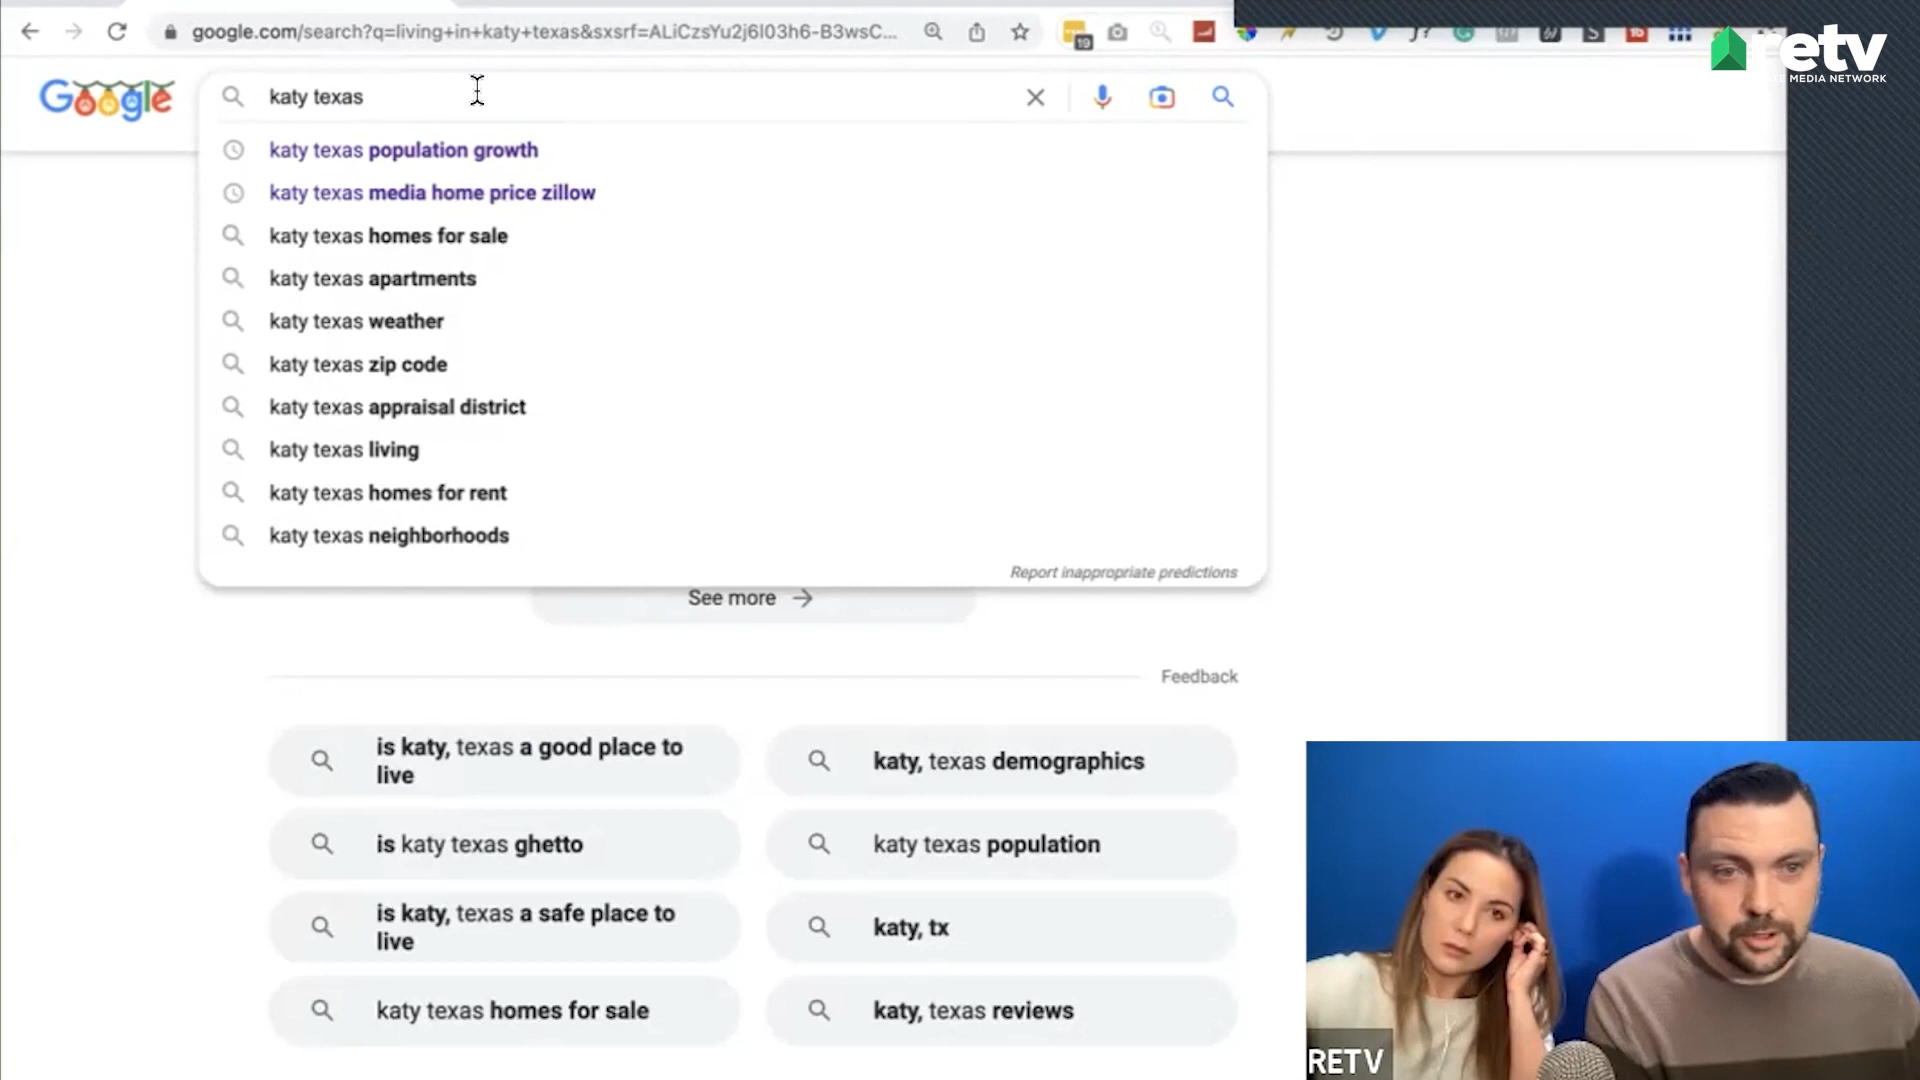 google.com/search?q=living+in+katy+texas&sxsrf=ALiCzsYu2j6l03h6-B3wsC...
19
retv
TE MEDIA NETWORK
Google
katy texas
katy texas population growth
katy texas media home price zillow
katy texas homes for sale
katy texas apartments
katy texas weather
katy texas zip code
katy texas appraisal district
katy texas living
katy texas homes for rent
katy texas neighborhoods
Report inappropriate predictions
See more →
Feedback
is katy, texas a good place to
live
katy, texas demographics
is katy texas ghetto
katy texas population
is katy, texas a safe place to
live
katy, tx
katy texas homes for sale
katy, texas reviews
RETV